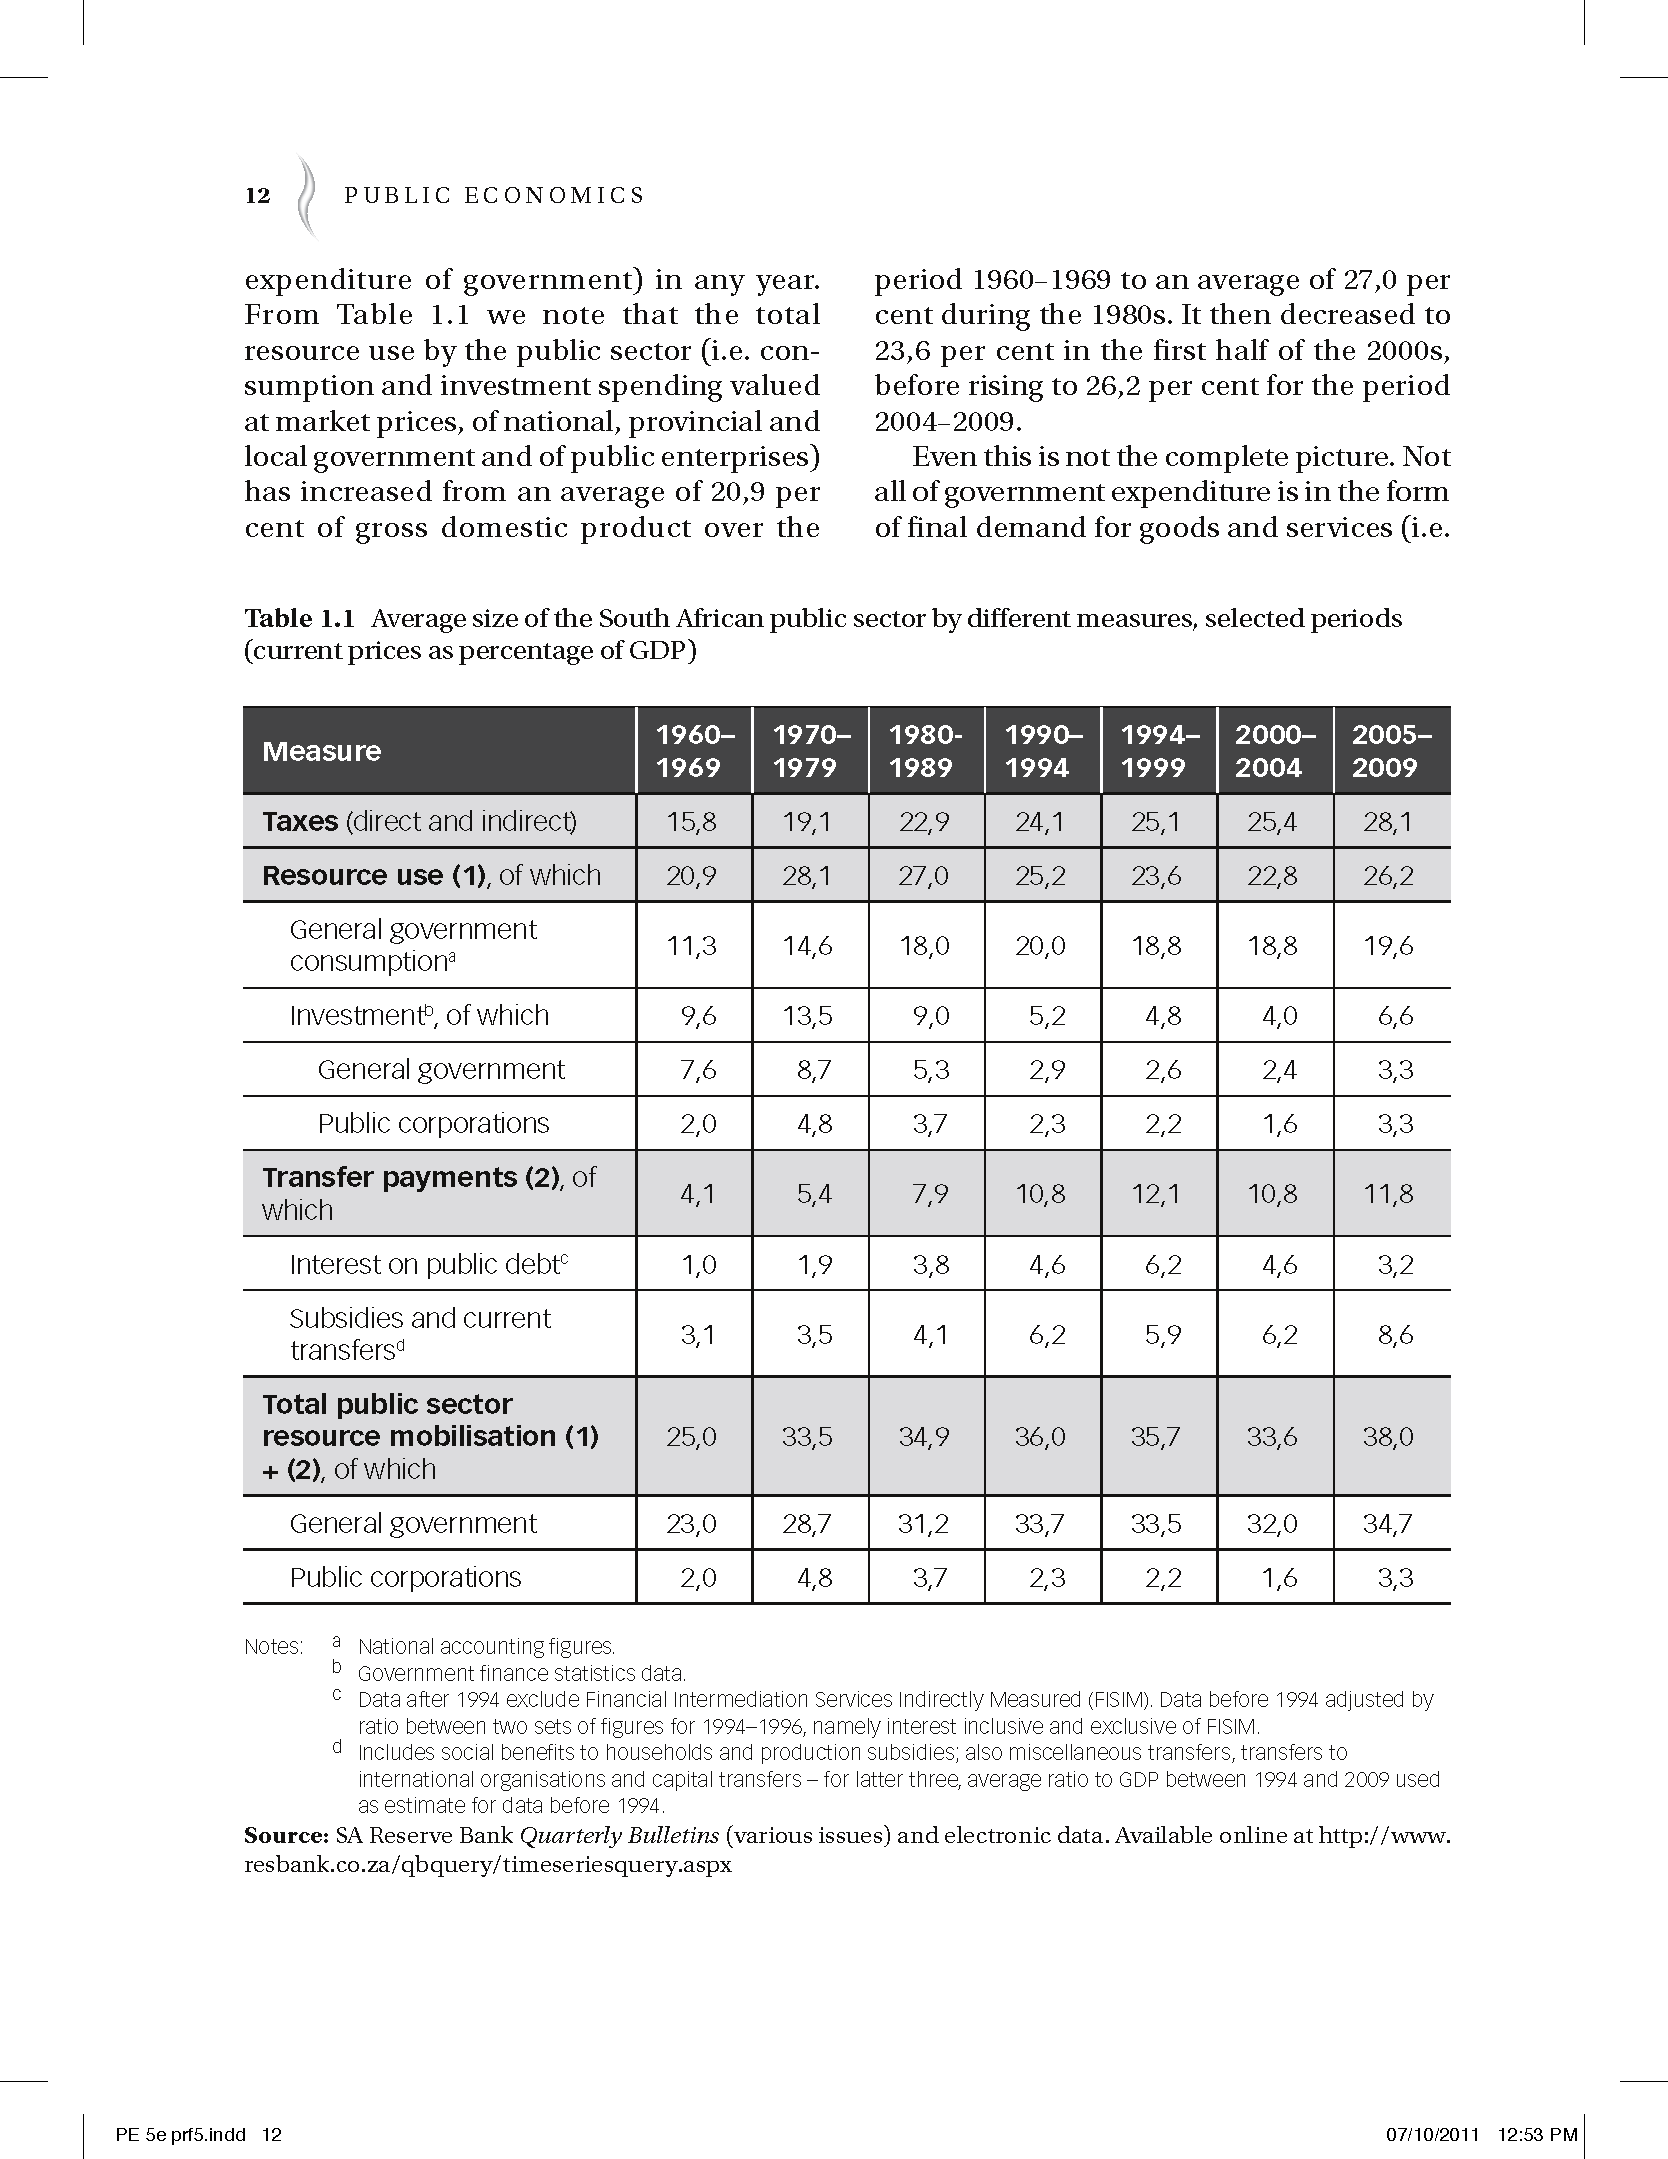 12 PUBLIC ECONOMICS
expenditure of government) in any year.
From Table 1.1 we note that the total
resource use by the public sector (i.e. con-
sumption and investment spending valued
at market prices, of national, provincial and
local government and of public enterprises)
has increased from an average of 20,9 per
cent of gross domestic product over the
period 1960–1969 to an average of 27,0 per
cent during the 1980s. It then decreased to
23,6 per cent in the first half of the 2000s,
before rising to 26,2 per cent for the period
2004–2009.
Even this is not the complete picture. Not
all of government expenditure is in the form
of final demand for goods and services (i.e.
Table 1.1 Average size of the South African public sector by different measures, selected periods
(current prices as percentage of GDP)
Measure 1960–1969 1970–1979 1980-1989 1990–1994 1994–1999 2000–2004 2005–2009
Taxes (direct and indirect) 15,8 19,1 22,9 24,1 25,1 25,4 28,1
Resource use (1), of which 20,9 28,1 27,0 25,2 23,6 22,8 26,2
General government
consumptionᵃ 11,3 14,6 18,0 20,0 18,8 18,8 19,6
Investmentᵇ, of which 9,6 13,5 9,0 5,2 4,8 4,0 6,6
General government 7,6 8,7 5,3 2,9 2,6 2,4 3,3
Public corporations 2,0 4,8 3,7 2,3 2,2 1,6 3,3
Transfer payments (2), of
which 4,1 5,4 7,9 10,8 12,1 10,8 11,8
Interest on public debtᶜ 1,0 1,9 3,8 4,6 6,2 4,6 3,2
Subsidies and current
transfersᵈ 3,1 3,5 4,1 6,2 5,9 6,2 8,6
Total public sector
resource mobilisation (1)
+ (2), of which 25,0 33,5 34,9 36,0 35,7 33,6 38,0
General government 23,0 28,7 31,2 33,7 33,5 32,0 34,7
Public corporations 2,0 4,8 3,7 2,3 2,2 1,6 3,3
Notes: a National accounting figures.
b Government finance statistics data.
c Data after 1994 exclude Financial Intermediation Services Indirectly Measured (FISIM). Data before 1994 adjusted by
ratio between two sets of figures for 1994–1996, namely interest inclusive and exclusive of FISIM.
d Includes social benefits to households and production subsidies; also miscellaneous transfers, transfers to
international organisations and capital transfers – for latter three, average ratio to GDP between 1994 and 2009 used
as estimate for data before 1994.
Source: SA Reserve Bank Quarterly Bulletins (various issues) and electronic data. Available online at http://www.
resbank.co.za/qbquery/timeseriesquery.aspx
PE 5e prf5.indd 12 07/10/2011 12:53 PM